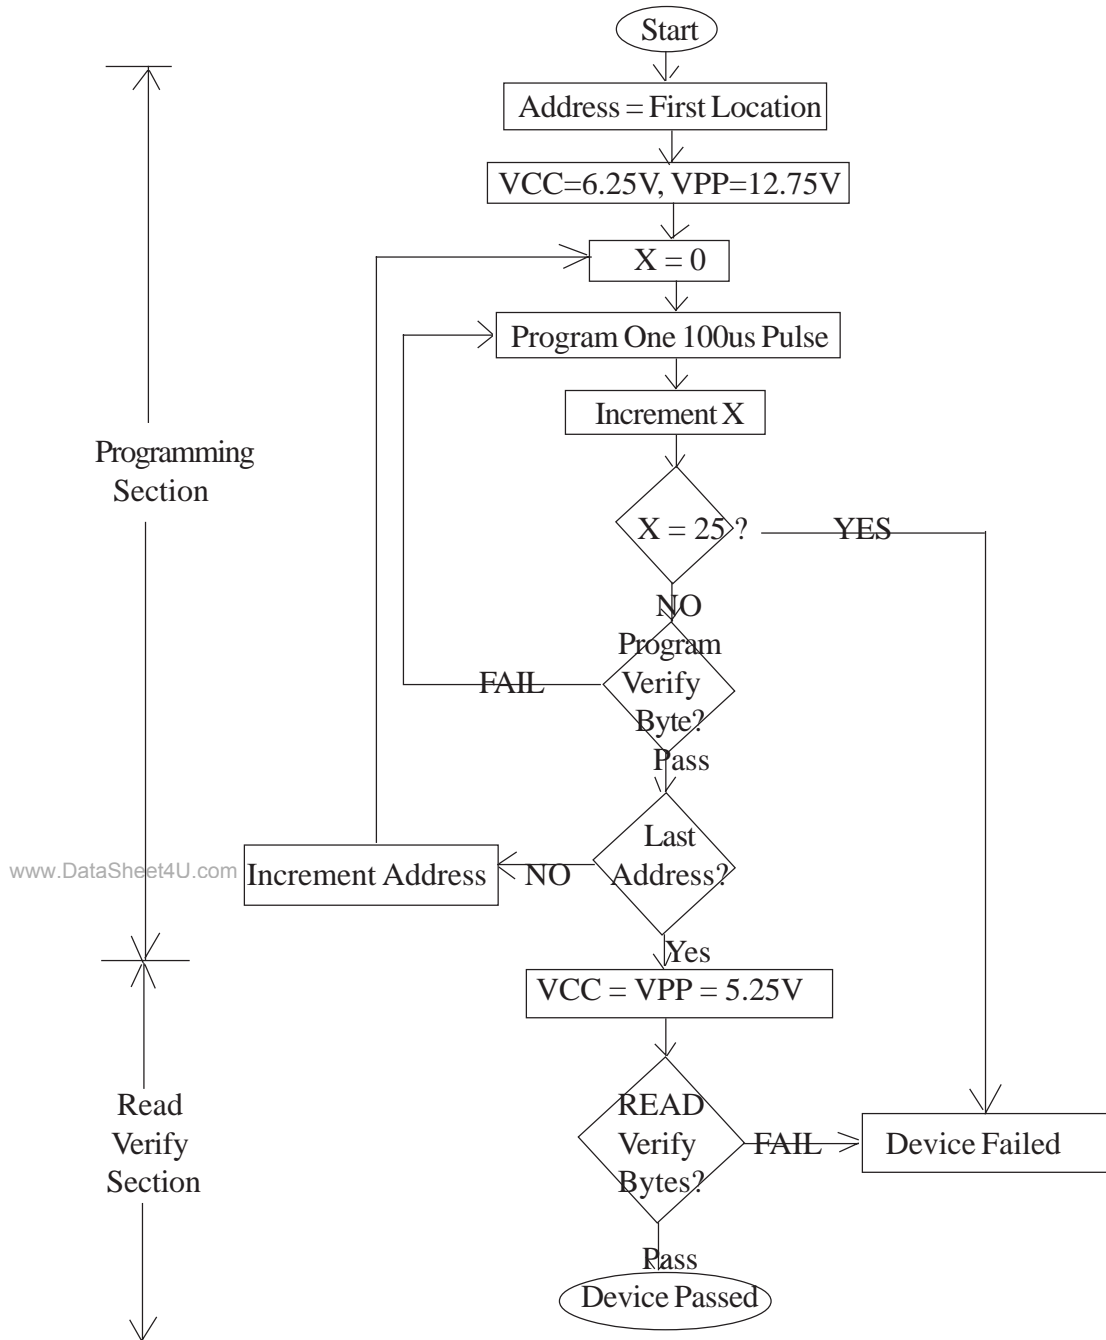 Start
Address = First Location
VCC=6.25V, VPP=12.75V
X = 0
Program One 100us Pulse
Increment X
Programming
Section
X = 25 ?
YES
NO
Program
Verify
Byte?
FAIL
Pass
Last
Address?
NO
Increment Address
www.DataSheet4U.com
Yes
VCC = VPP = 5.25V
Read
Verify
Section
READ
Verify
Bytes?
FAIL
Device Failed
Pass
Device Passed